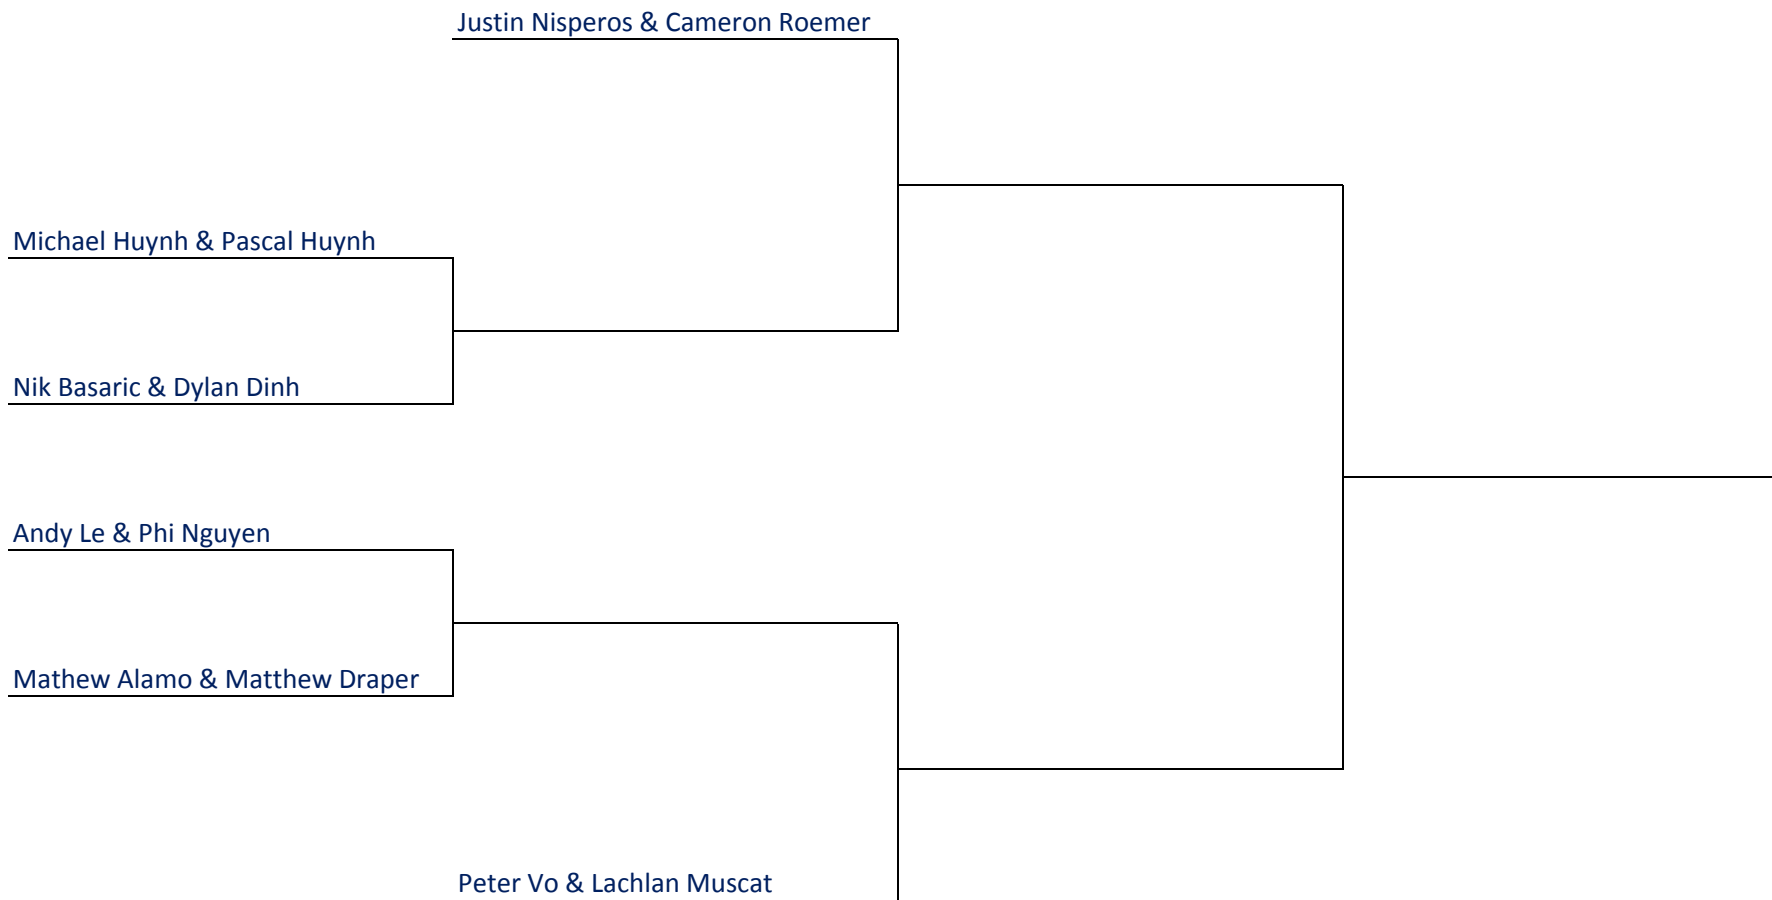 Justin Nisperos & Cameron Roemer
Michael Huynh & Pascal Huynh
Nik Basaric & Dylan Dinh
Andy Le & Phi Nguyen
Mathew Alamo & Matthew Draper
Peter Vo & Lachlan Muscat